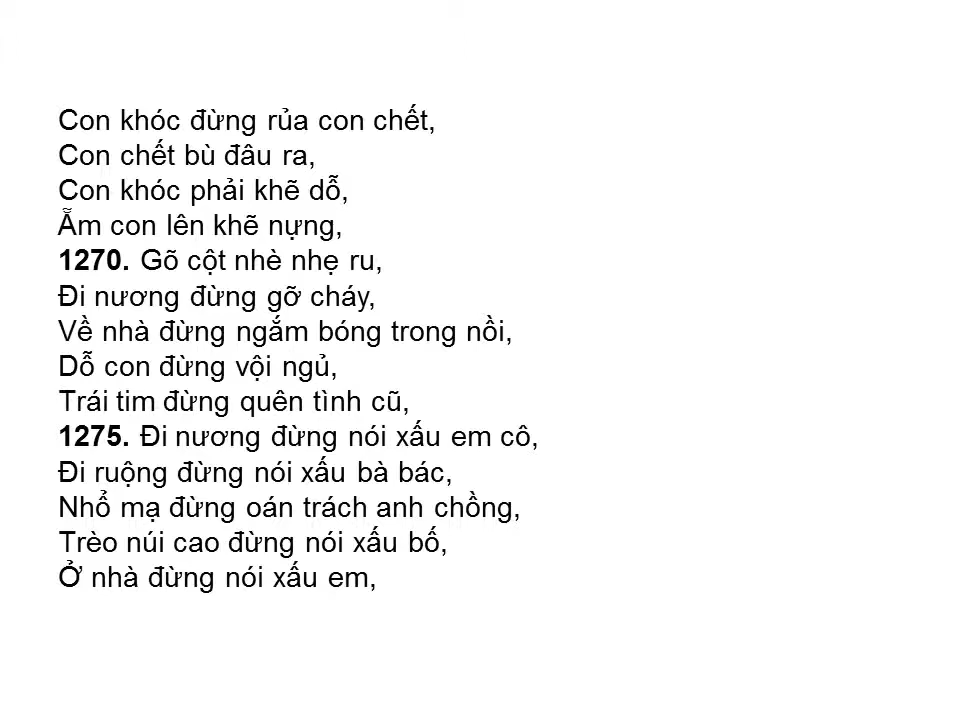 Con khóc đừng rủa con chết,
Con chết bù đâu ra,
Con khóc phải khẽ dỗ,
Ẵm con lên khẽ nựng,
1270. Gõ cột nhè nhẹ ru,
Đi nương đừng gỡ cháy,
Về nhà đừng ngắm bóng trong nồi,
Dỗ con đừng vội ngủ,
Trái tim đừng quên tình cũ,
1275. Đi nương đừng nói xấu em cô,
Đi ruộng đừng nói xấu bà bác,
Nhổ mạ đừng oán trách anh chồng,
Trèo núi cao đừng nói xấu bố,
Ở nhà đừng nói xấu em,